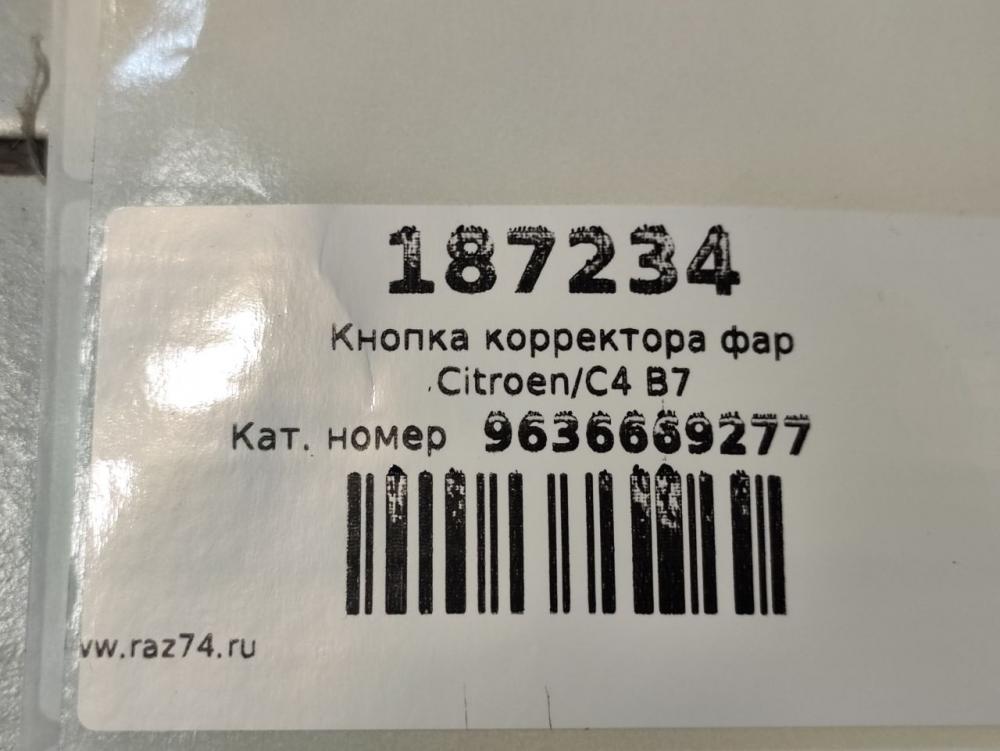 187234
Кнопка корректора фар
Citroen/C4 B7
Кат. номер 9636669277
vw.raz74.ru